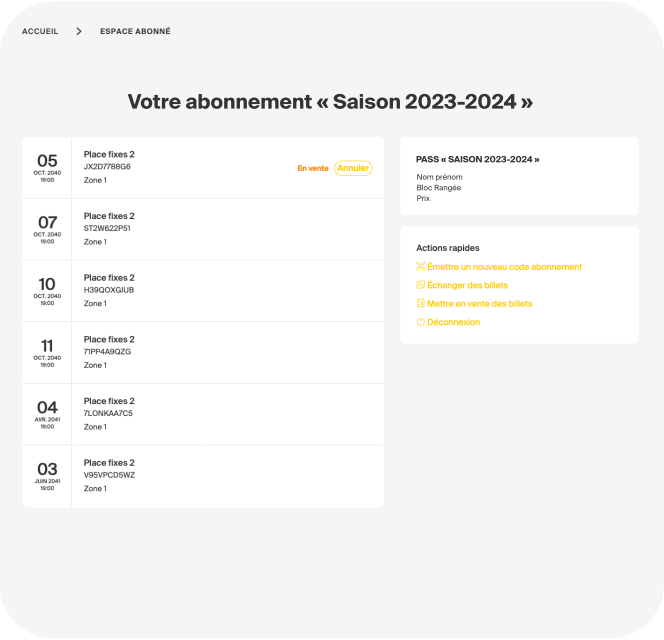 ACCUEIL > ESPACE ABONNÉ
Votre abonnement « Saison 2023-2024 »
05
OCT. 2040
19:00
Place fixes 2
JX2D7788G6
Zone 1
En vente Annuler
07
OCT. 2040
19:00
Place fixes 2
ST2W622P51
Zone 1
10
OCT. 2040
19:00
Place fixes 2
H39QOXGIUB
Zone 1
11
OCT. 2040
19:00
Place fixes 2
71PP4A9QZG
Zone 1
04
AVR. 2041
19:00
Place fixes 2
7LONKAA7C5
Zone 1
03
JUIN 2041
19:00
Place fixes 2
V95VPCD5WZ
Zone 1
PASS « SAISON 2023-2024 »
Nom prénom
Bloc Rangée
Prix
Actions rapides
Émettre un nouveau code abonnement
Échanger des billets
Mettre en vente des billets
Déconnexion